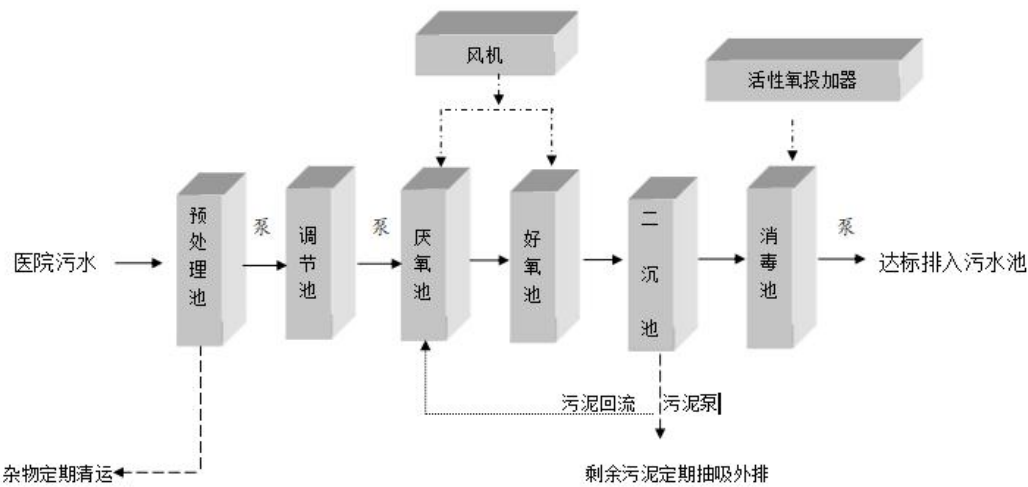 风机
活性氧投加器
医院污水
预处理池
泵
调节池
泵
厌氧池
好氧池
二沉池
消毒池
泵
达标排入污水池
污泥回流
污泥泵
杂物定期清运
剩余污泥定期抽吸外排